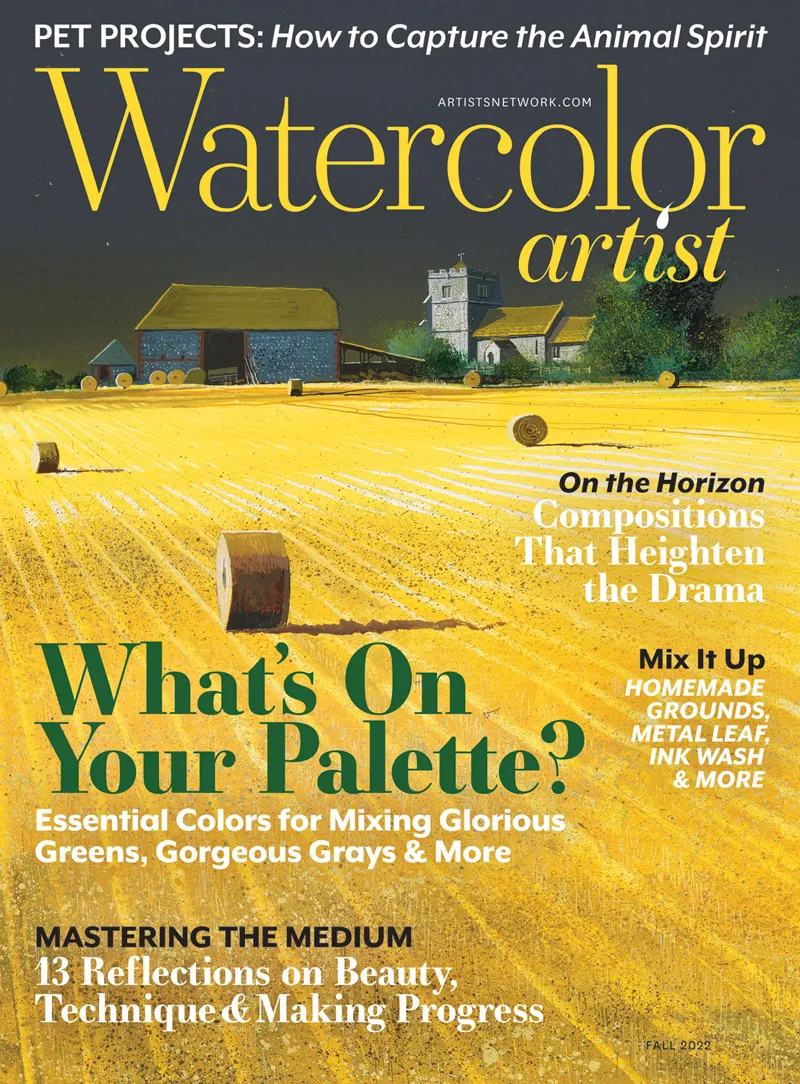 PET PROJECTS: How to Capture the Animal Spirit
ARTISTSNETWORK.COM
Watercolor
artist
On the Horizon
Compositions
That Heighten
the Drama
What's On
Your Palette?
Essential Colors for Mixing Glorious
Greens, Gorgeous Grays & More
Mix It Up
HOMEMADE
GROUNDS,
METAL LEAF,
INK WASH
& MORE
MASTERING THE MEDIUM
13 Reflections on Beauty,
Technique & Making Progress
FALL 2022